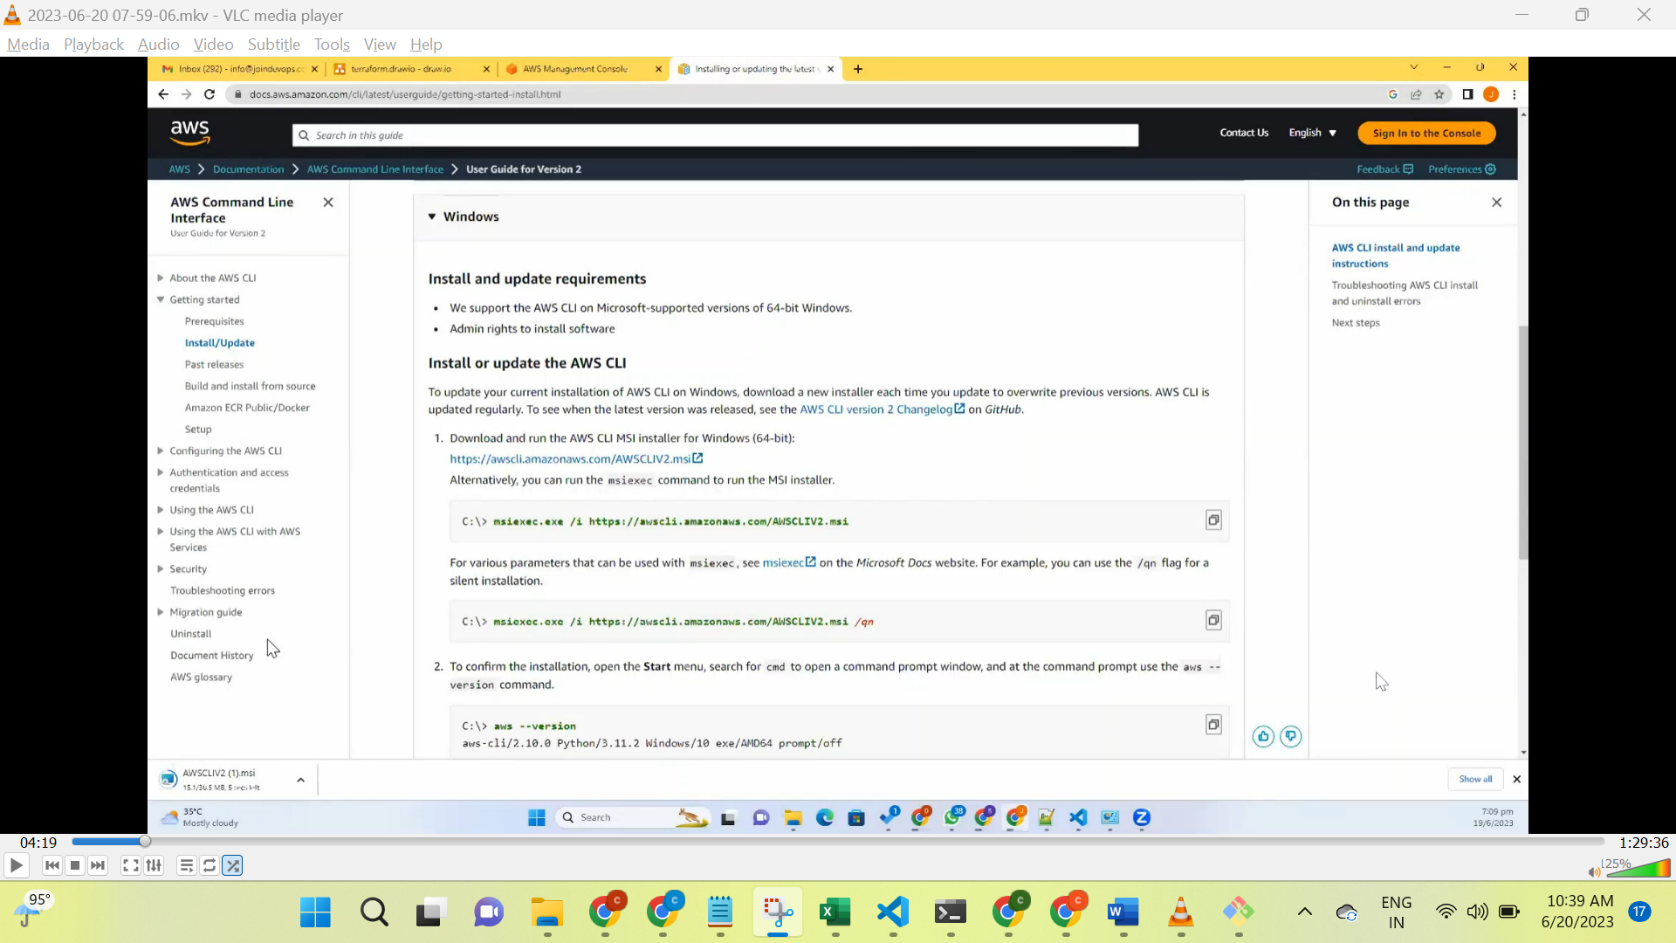 2023-06-20 07-59-06.mkv - VLC media player
Media Playback Audio Video Subtitle Tools View Help
Inbox (292) - info@joindevops.c
terraform.drawio - draw.io
AWS Management Console
Installing or updating the latest v
docs.aws.amazon.com/cli/latest/userguide/getting-started-install.html
aws
Search in this guide
Contact Us
English
Sign In to the Console
AWS
Documentation
AWS Command Line Interface
User Guide for Version 2
Feedback
Preferences
AWS Command Line
Interface
User Guide for Version 2
About the AWS CLI
Getting started
Prerequisites
Install/Update
Past releases
Build and install from source
Amazon ECR Public/Docker
Setup
Configuring the AWS CLI
Authentication and access
credentials
Using the AWS CLI
Using the AWS CLI with AWS
Services
Security
Troubleshooting errors
Migration guide
Uninstall
Document History
AWS glossary
Windows
Install and update requirements
• We support the AWS CLI on Microsoft-supported versions of 64-bit Windows.
• Admin rights to install software
Install or update the AWS CLI
To update your current installation of AWS CLI on Windows, download a new installer each time you update to overwrite previous versions. AWS CLI is
updated regularly. To see when the latest version was released, see the AWS CLI version 2 Changelog on GitHub.
1. Download and run the AWS CLI MSI installer for Windows (64-bit):
https://awscli.amazonaws.com/AWSCLIV2.msi
Alternatively, you can run the msiexec command to run the MSI installer.
C:\> msiexec.exe /i https://awscli.amazonaws.com/AWSCLIV2.msi
For various parameters that can be used with msiexec, see msiexec on the Microsoft Docs website. For example, you can use the /qn flag for a
silent installation.
C:\> msiexec.exe /i https://awscli.amazonaws.com/AWSCLIV2.msi /qn
2. To confirm the installation, open the Start menu, search for cmd to open a command prompt window, and at the command prompt use the aws --
version command.
C:\> aws --version
aws-cli/2.10.0 Python/3.11.2 Windows/10 exe/AMD64 prompt/off
On this page
AWS CLI install and update
instructions
Troubleshooting AWS CLI install
and uninstall errors
Next steps
AWSCLIV2 (1).msi
Show all
35°C
Mostly cloudy
Search...
38
7:09 pm
19/6/2023
04:19
1:29:36
125%
95°
ENG
IN
10:39 AM
6/20/2023
17